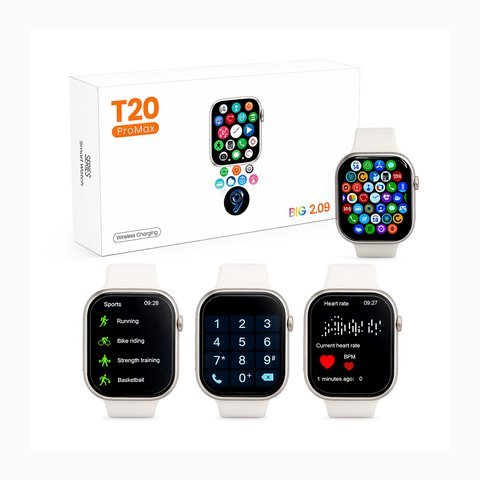 T20
ProMax
SERIES
Smart Watch
Wireless Charging
BIG 2.09
Sports 09:28
Running
Bike riding
Strength training
Basketball
1 2 3
4 5 6
7* 8 9#
0+
Heart rate 09:27
Current heart rate
BPM
1 minutes ago: 0